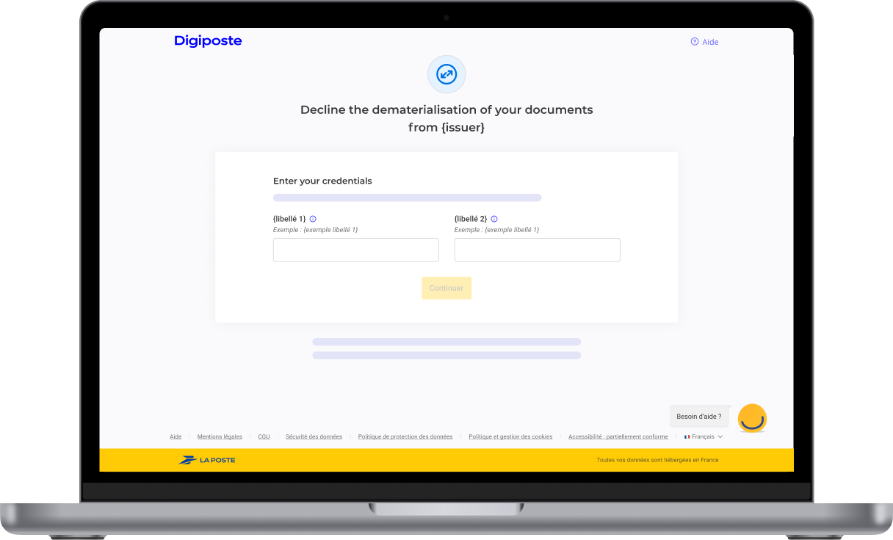 Digiposte
Aide
Decline the dematerialisation of your documents
from {issuer}
Enter your credentials
{libellé 1}
Exemple : {exemple libellé 1}
{libellé 2}
Exemple : {exemple libellé 1}
Continuer
Besoin d'aide ?
Aide
Mentions légales
CGU
Sécurité des données
Politique de protection des données
Politique et gestion des cookies
Accessibilité : partiellement conforme
Français
LA POSTE
Toutes vos données sont hébergées en France